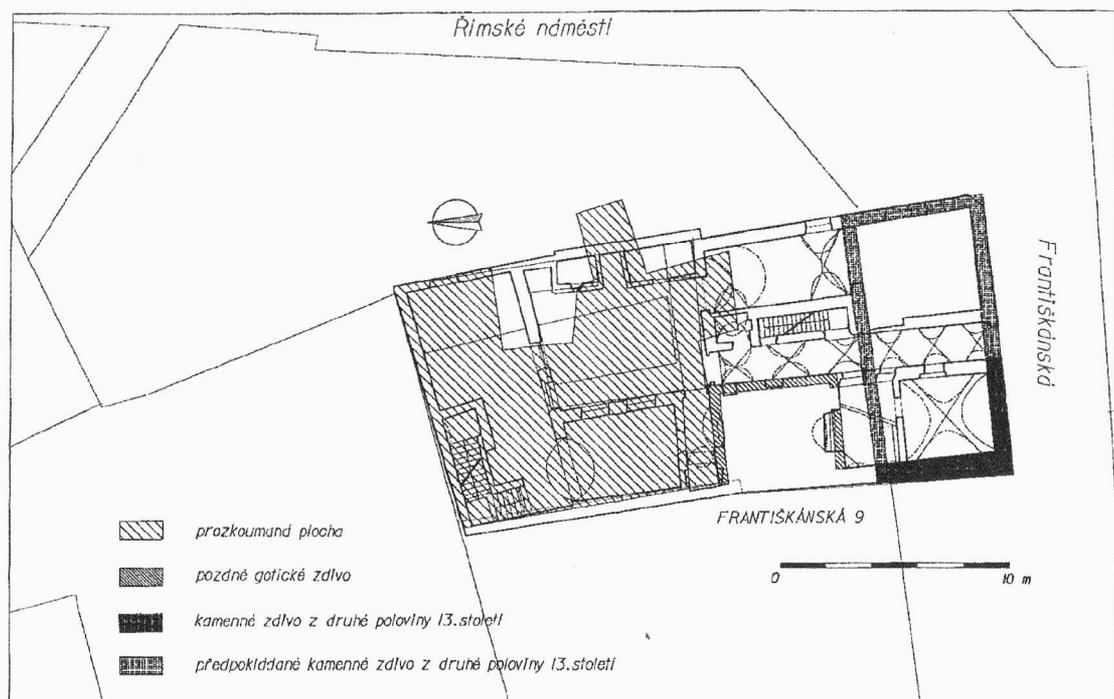 Římské náměstí
Františkánská
FRANTIŠKÁNSKÁ 9
0 10 m
prozkoumaná plocha
pozdně gotické zdivo
kamenné zdivo z druhé poloviny 13.století
předpokládané kamenné zdivo z druhé poloviny 13.století